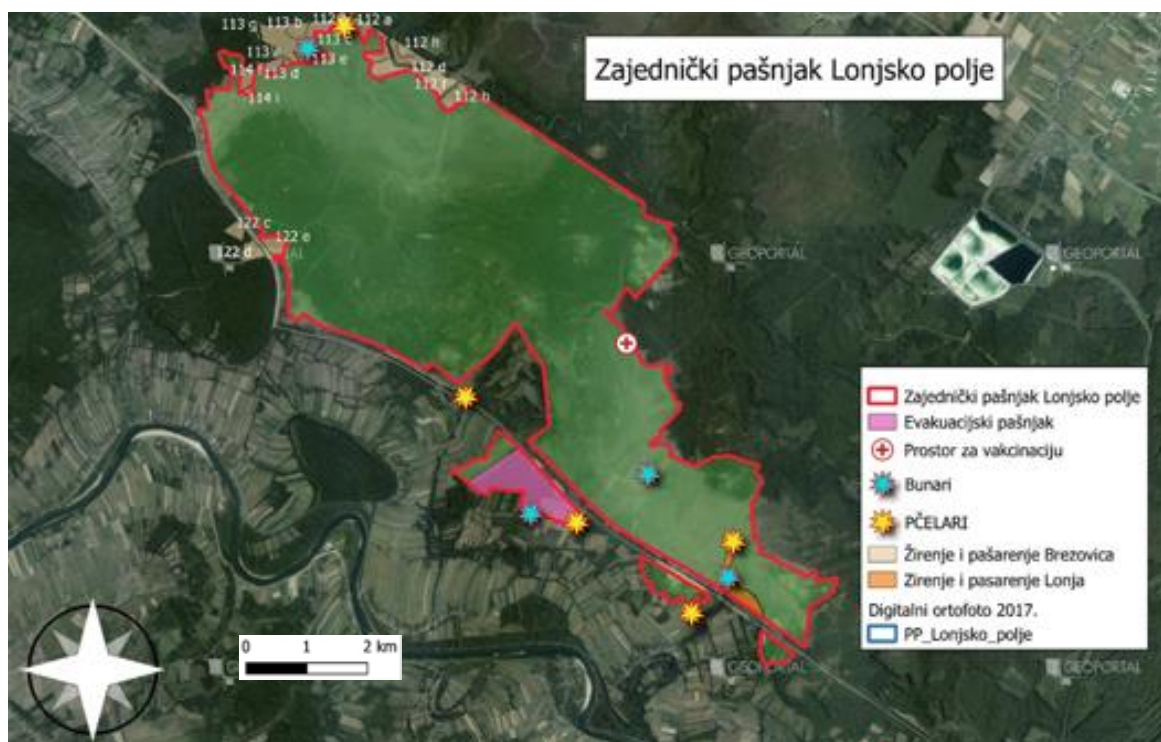 Zajednički pašnjak Lonjsko polje
113 g
113 b
112 a
112 h
113 c
113 e
112 d
113 d
114 i
112 b
122 c
122 e
122 d
GEOPORTAL
GEOPORTAL
Zajednički pašnjak Lonjsko polje
Evakuacijski pašnjak
Prostor za vakcinaciju
Bunari
PČELARI
Žirenje i pašarenje Brezovica
Zirenje i pasarenje Lonja
Digitalni ortofoto 2017.
PP_Lonjsko_polje
0 1 2 km
GEOPORTAL
GEOPORTAL
GEOPORTAL